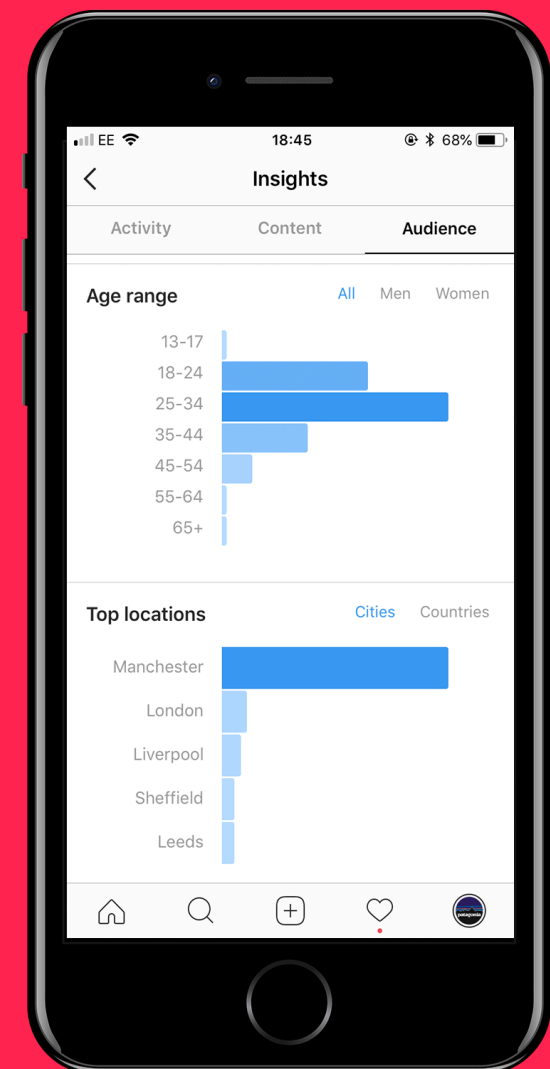 EE 18:45 68%
Insights
Activity Content Audience
Age range All Men Women
13-17
18-24
25-34
35-44
45-54
55-64
65+
Top locations Cities Countries
Manchester
London
Liverpool
Sheffield
Leeds
patagonia